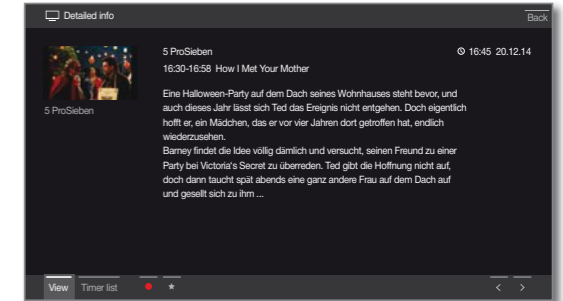 Detailed info
Back
5 ProSieben
16:45 20.12.14
16:30-16:58 How I Met Your Mother
5 ProSieben
Eine Halloween-Party auf dem Dach seines Wohnhauses steht bevor, und
auch dieses Jahr lässt sich Ted das Ereignis nicht entgehen. Doch eigentlich
hofft er, ein Mädchen, das er vor vier Jahren dort getroffen hat, endlich
wiederzusehen.
Barney findet die Idee völlig dämlich und versucht, seinen Freund zu einer
Party bei Victoria's Secret zu überreden. Ted gibt die Hoffnung nicht auf,
doch dann taucht spät abends eine ganz andere Frau auf dem Dach auf
und gesellt sich zu ihm ...
View
Timer list